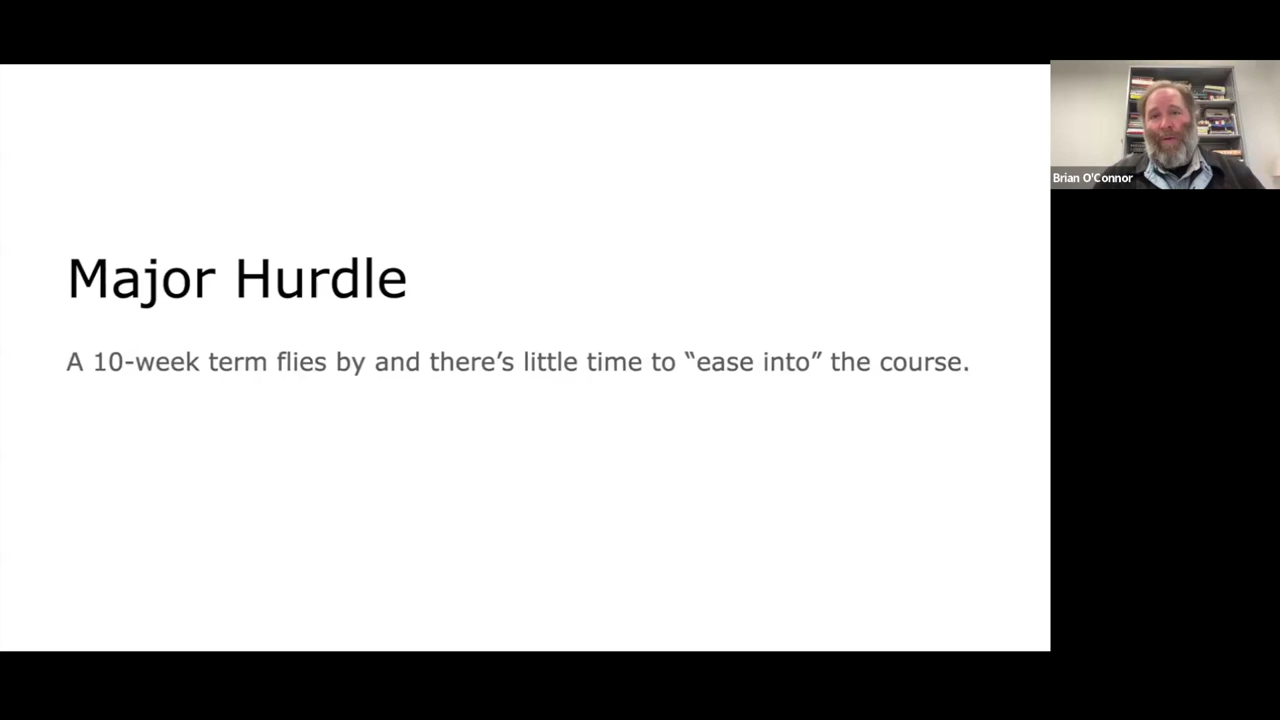 Major Hurdle
A 10-week term flies by and there’s little time to “ease into” the course.
Brian O'Connor